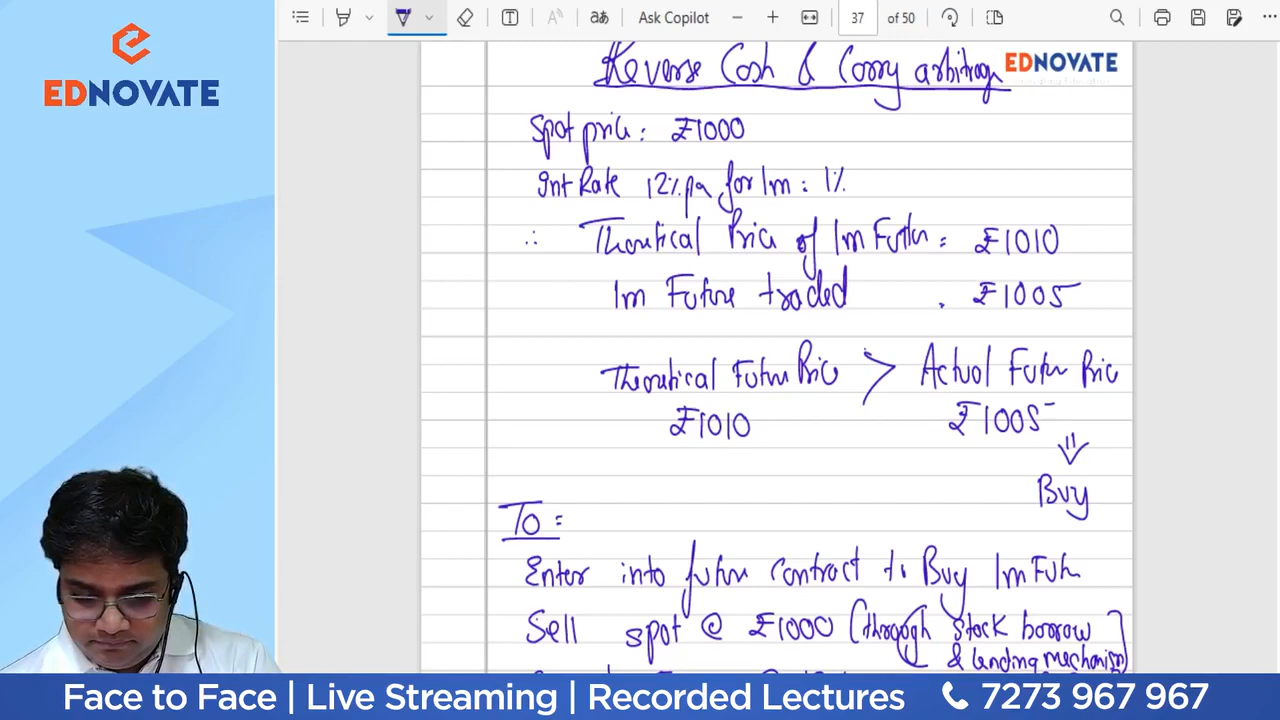 EDNOVATE
Ask Copilot
37 of 50
Reverse Cash & Carry arbitrage
EDNOVATE
Spot price : ₹1000
Int Rate 12% pa for 1m : 1%
∴ Theoretical Price of 1m Future = ₹1010
1m Future traded . ₹1005
Theoretical Future Price > Actual Future Price
₹1010 ₹1005
⇓
Buy
T0 :
Enter into future contract to Buy 1m Future
Sell spot @ ₹1000 (through stock borrow
& lending mechanism)
Face to Face | Live Streaming | Recorded Lectures 7273 967 967